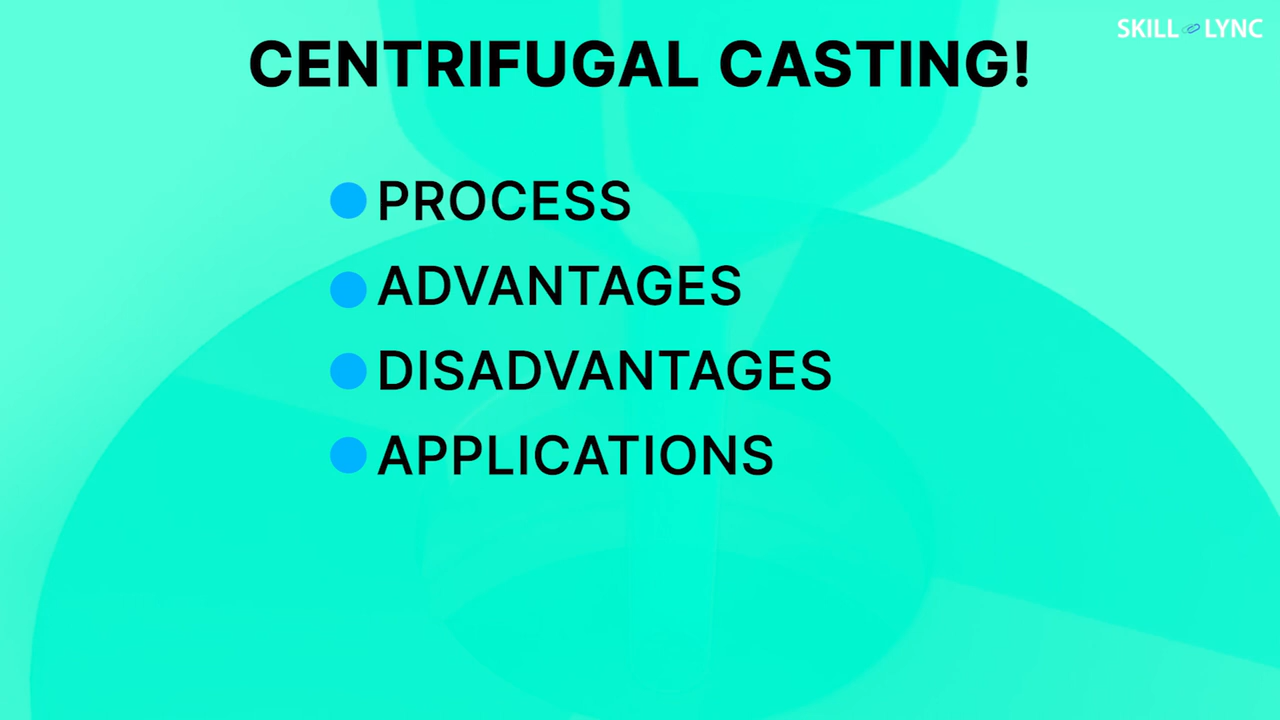 SKILL LYNC
CENTRIFUGAL CASTING!
PROCESS
ADVANTAGES
DISADVANTAGES
APPLICATIONS